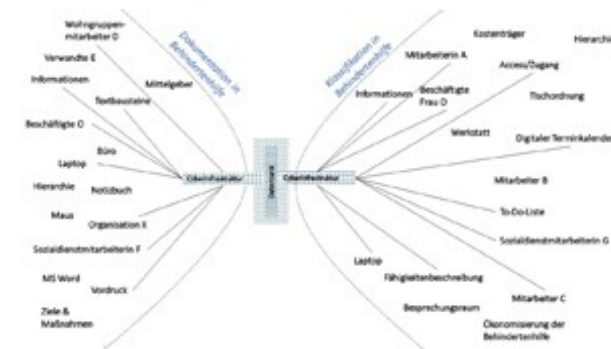 Wohngruppen-
mitarbeiter D
Verwandte E
Informationen
Mittelgeber
Textbausteine
Beschäftigte O
Büro
Laptop
Hierarchie
Notizbuch
Maus
Organisation X
Sozialdienstmitarbeiterin F
MS Word
Vordruck
Ziele &
Maßnahmen
Dokumentation in
Behindertenhilfe
Klassifikation in
Behindertenhilfe
Kostenträger
Hierarchie
Mitarbeiterin A
Access/Zugang
Informationen
Beschäftigte
Frau O
Tischordnung
Werkstatt
Digitaler Terminkalender
Mitarbeiter B
To-Do-Liste
Sozialdienstmitarbeiterin G
Laptop
Fähigkeitenbeschreibung
Besprechungsraum
Mitarbeiter C
Ökonomisierung der
Behindertenhilfe